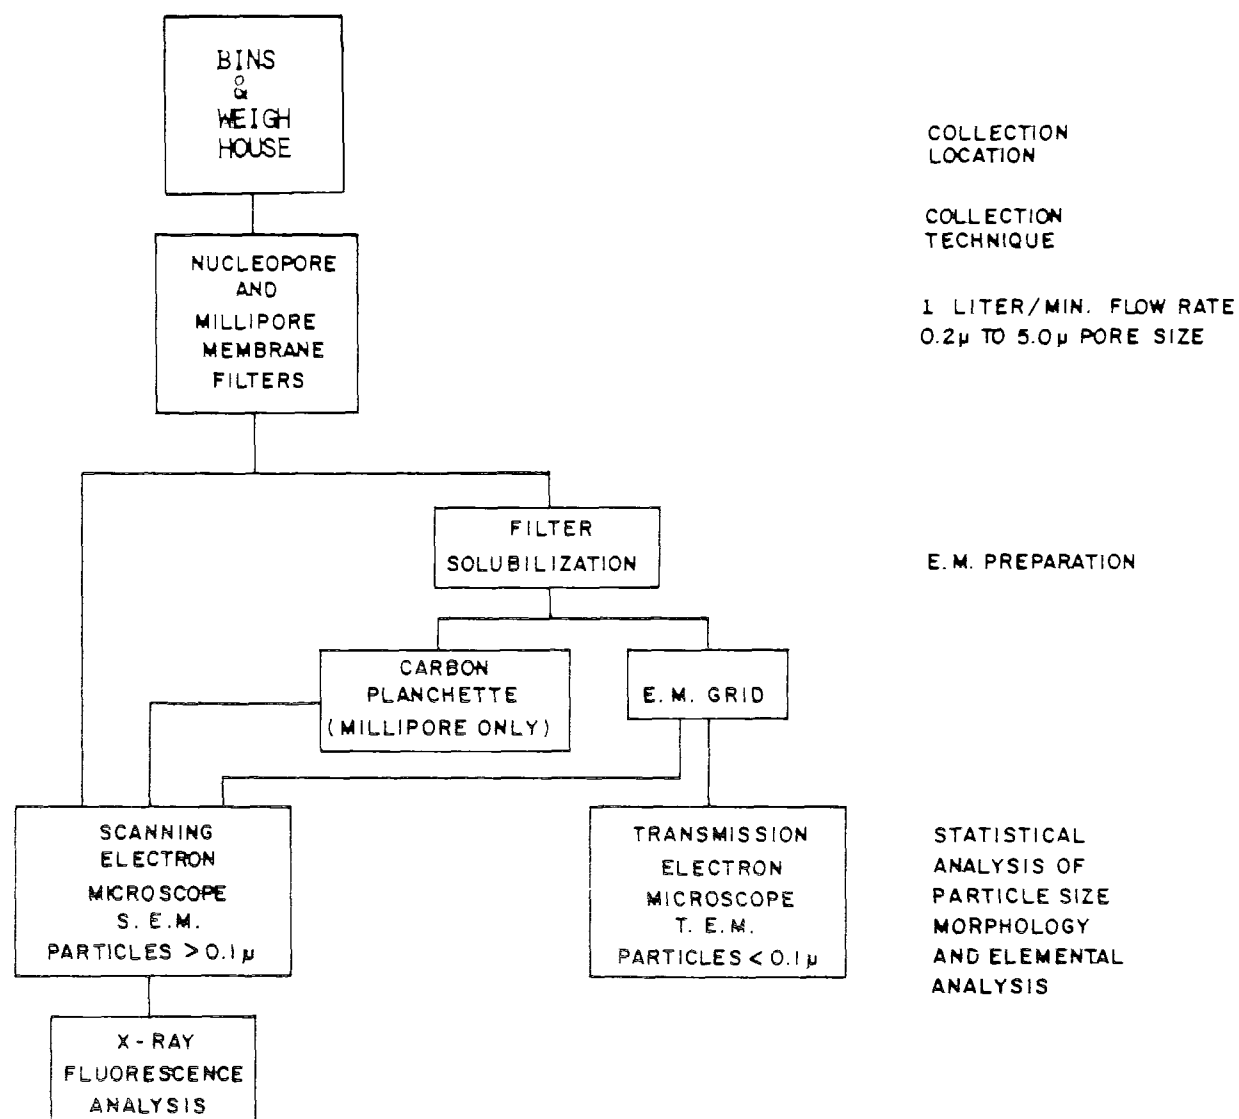 BINS
&
WEIGH
HOUSE
COLLECTION
LOCATION
COLLECTION
TECHNIQUE
NUCLEOPORE
AND
MILLIPORE
MEMBRANE
FILTERS
1 LITER/MIN. FLOW RATE
0.2µ TO 5.0µ PORE SIZE
FILTER
SOLUBILIZATION
E.M. PREPARATION
CARBON
PLANCHETTE
(MILLIPORE ONLY)
E.M. GRID
SCANNING
ELECTRON
MICROSCOPE
S.E.M.
PARTICLES > 0.1µ
TRANSMISSION
ELECTRON
MICROSCOPE
T.E.M.
PARTICLES < 0.1µ
STATISTICAL
ANALYSIS OF
PARTICLE SIZE
MORPHOLOGY
AND ELEMENTAL
ANALYSIS
X-RAY
FLUORESCENCE
ANALYSIS